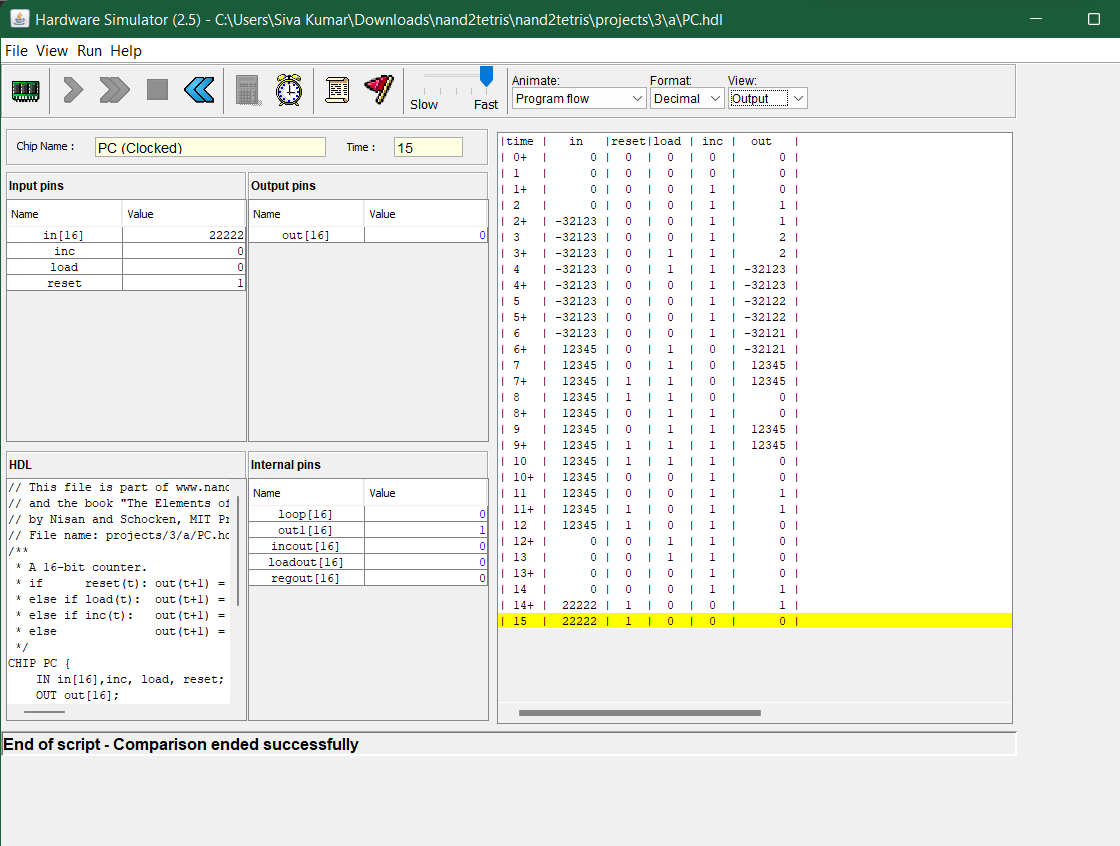 Hardware Simulator (2.5) - C:\Users\Siva Kumar\Downloads\nand2tetris\nand2tetris\projects\3\a\PC.hdl
File View Run Help
Slow Fast
Animate: Format: View:
Program flow Decimal Output
Chip Name : PC (Clocked) Time : 15
Input pins
Name Value
in[16] 22222
inc 0
load 0
reset 1
Output pins
Name Value
out[16] 0
HDL
// This file is part of www.nand
// and the book "The Elements of
// by Nisan and Schocken, MIT Pr
// File name: projects/3/a/PC.hd
/**
* A 16-bit counter.
* if reset(t): out(t+1) =
* else if load(t): out(t+1) =
* else if inc(t): out(t+1) =
* else out(t+1) =
*/
CHIP PC {
IN in[16],inc, load, reset;
OUT out[16];
Internal pins
Name Value
loop[16] 0
out1[16] 1
incout[16] 0
loadout[16] 0
regout[16] 0
|time | in |reset|load | inc | out |
| 0+ | 0 | 0 | 0 | 0 | 0 |
| 1 | 0 | 0 | 0 | 0 | 0 |
| 1+ | 0 | 0 | 0 | 1 | 0 |
| 2 | 0 | 0 | 0 | 1 | 1 |
| 2+ | -32123 | 0 | 0 | 1 | 1 |
| 3 | -32123 | 0 | 0 | 1 | 2 |
| 3+ | -32123 | 0 | 1 | 1 | 2 |
| 4 | -32123 | 0 | 1 | 1 | -32123 |
| 4+ | -32123 | 0 | 0 | 1 | -32123 |
| 5 | -32123 | 0 | 0 | 1 | -32122 |
| 5+ | -32123 | 0 | 0 | 1 | -32122 |
| 6 | -32123 | 0 | 0 | 1 | -32121 |
| 6+ | 12345 | 0 | 1 | 0 | -32121 |
| 7 | 12345 | 0 | 1 | 0 | 12345 |
| 7+ | 12345 | 1 | 1 | 0 | 12345 |
| 8 | 12345 | 1 | 1 | 0 | 0 |
| 8+ | 12345 | 0 | 1 | 1 | 0 |
| 9 | 12345 | 0 | 1 | 1 | 12345 |
| 9+ | 12345 | 1 | 1 | 1 | 12345 |
| 10 | 12345 | 1 | 1 | 1 | 0 |
| 10+ | 12345 | 0 | 0 | 1 | 0 |
| 11 | 12345 | 0 | 0 | 1 | 1 |
| 11+ | 12345 | 1 | 0 | 1 | 1 |
| 12 | 12345 | 1 | 0 | 1 | 0 |
| 12+ | 0 | 0 | 1 | 1 | 0 |
| 13 | 0 | 0 | 1 | 1 | 0 |
| 13+ | 0 | 0 | 0 | 1 | 0 |
| 14 | 0 | 0 | 0 | 1 | 1 |
| 14+ | 22222 | 1 | 0 | 0 | 1 |
| 15 | 22222 | 1 | 0 | 0 | 0 |
End of script - Comparison ended successfully